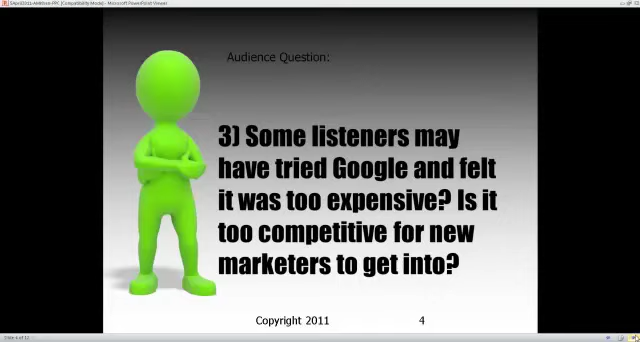 Audience Question:
3) Some listeners may
have tried Google and felt
it was too expensive? Is it
too competitive for new
marketers to get into?
Copyright 2011
4